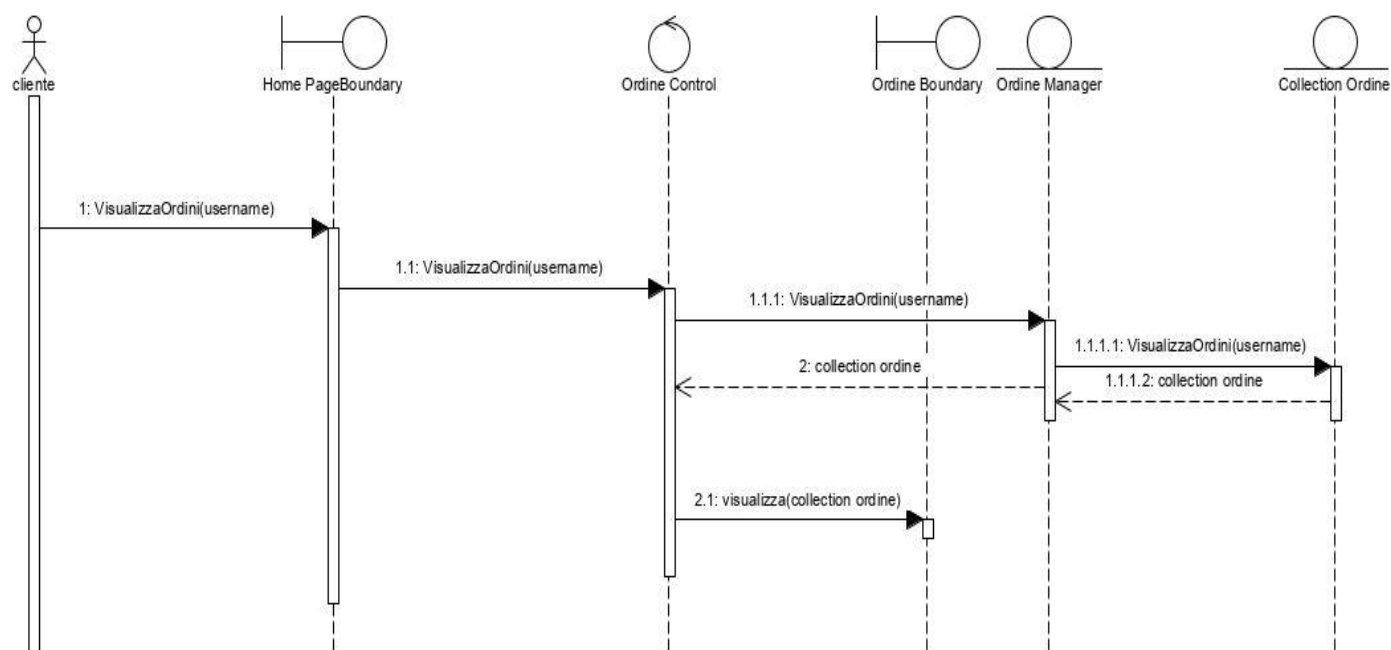 cliente
Home PageBoundary
Ordine Control
Ordine Boundary
Ordine Manager
Collection Ordine
1: VisualizzaOrdini(username)
1.1: VisualizzaOrdini(username)
1.1.1: VisualizzaOrdini(username)
1.1.1.1: VisualizzaOrdini(username)
2: collection ordine
1.1.1.2: collection ordine
2.1: visualizza(collection ordine)